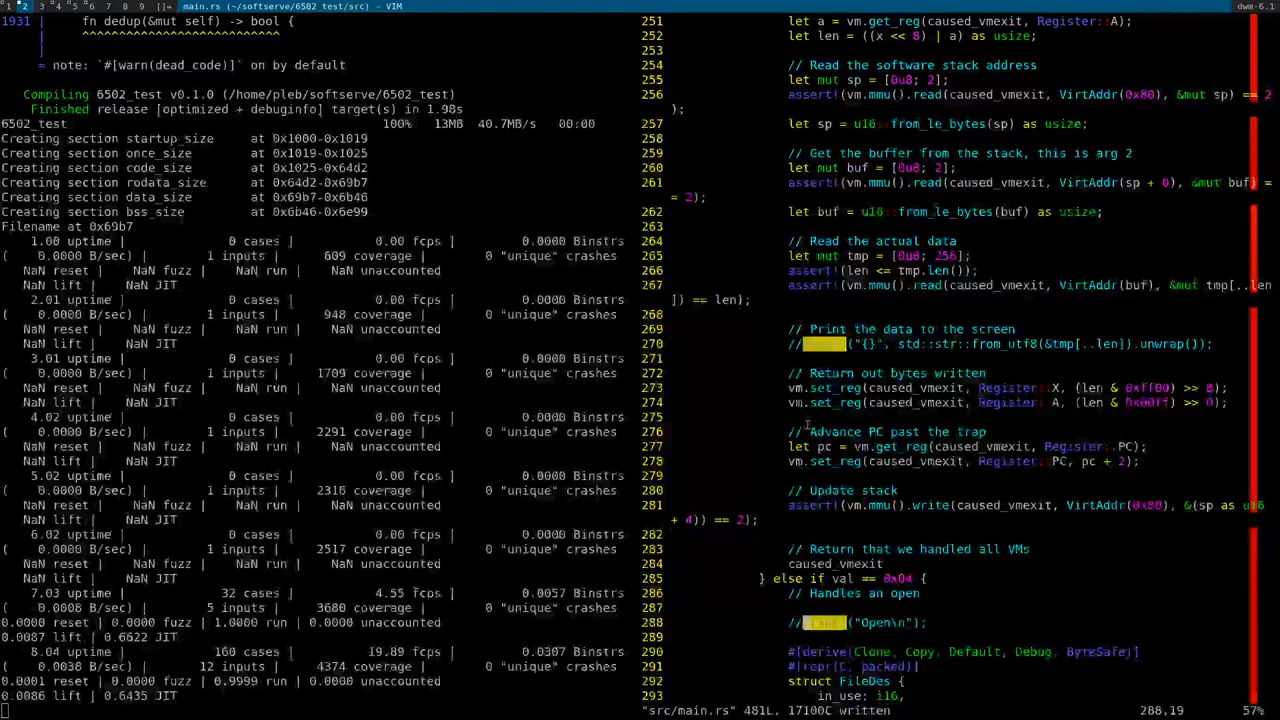 1 2 3 4 5 6 7 8 9 []= main.rs (~/softserve/6502_test/src) - VIM dwm-6.1
1931 | fn dedup(&mut self) -> bool {
| ^^^^^^^^^^^^^^^^^^^^^^^^^^^
|
= note: `#[warn(dead_code)]` on by default
Compiling 6502_test v0.1.0 (/home/pleb/softserve/6502_test)
Finished release [optimized + debuginfo] target(s) in 1.98s
6502_test 100% 13MB 40.7MB/s 00:00
Creating section startup_size at 0x1000-0x1019
Creating section once_size at 0x1019-0x1025
Creating section code_size at 0x1025-0x64d2
Creating section rodata_size at 0x64d2-0x69b7
Creating section data_size at 0x69b7-0x6b46
Creating section bss_size at 0x6b46-0x6e99
Filename at 0x69b7
1.00 uptime | 0 cases | 0.00 fcps | 0.0000 Binstrs
( 0.0000 B/sec) | 1 inputs | 609 coverage | 0 "unique" crashes
| NaN reset | NaN fuzz | NaN run | NaN unaccounted
| NaN lift | NaN JIT
2.01 uptime | 0 cases | 0.00 fcps | 0.0000 Binstrs
( 0.0000 B/sec) | 1 inputs | 948 coverage | 0 "unique" crashes
| NaN reset | NaN fuzz | NaN run | NaN unaccounted
| NaN lift | NaN JIT
3.01 uptime | 0 cases | 0.00 fcps | 0.0000 Binstrs
( 0.0000 B/sec) | 1 inputs | 1709 coverage | 0 "unique" crashes
| NaN reset | NaN fuzz | NaN run | NaN unaccounted
| NaN lift | NaN JIT
4.02 uptime | 0 cases | 0.00 fcps | 0.0000 Binstrs
( 0.0000 B/sec) | 1 inputs | 2291 coverage | 0 "unique" crashes
| NaN reset | NaN fuzz | NaN run | NaN unaccounted
| NaN lift | NaN JIT
5.02 uptime | 0 cases | 0.00 fcps | 0.0000 Binstrs
( 0.0000 B/sec) | 1 inputs | 2316 coverage | 0 "unique" crashes
| NaN reset | NaN fuzz | NaN run | NaN unaccounted
| NaN lift | NaN JIT
6.02 uptime | 0 cases | 0.00 fcps | 0.0000 Binstrs
( 0.0000 B/sec) | 1 inputs | 2517 coverage | 0 "unique" crashes
| NaN reset | NaN fuzz | NaN run | NaN unaccounted
| NaN lift | NaN JIT
7.03 uptime | 32 cases | 4.55 fcps | 0.0057 Binstrs
( 0.0008 B/sec) | 5 inputs | 3680 coverage | 0 "unique" crashes
| 0.0000 reset | 0.0000 fuzz | 1.0000 run | 0.0000 unaccounted
| 0.0087 lift | 0.6622 JIT
8.04 uptime | 160 cases | 19.89 fcps | 0.0307 Binstrs
( 0.0038 B/sec) | 12 inputs | 4374 coverage | 0 "unique" crashes
| 0.0001 reset | 0.0000 fuzz | 0.9999 run | 0.0000 unaccounted
| 0.0086 lift | 0.6435 JIT
251 let a = vm.get_reg(caused_vmexit, Register::A);
252 let len = ((x << 8) | a) as usize;
253
254 // Read the software stack address
255 let mut sp = [0u8; 2];
256 assert!(vm.mmu().read(caused_vmexit, VirtAddr(0x80), &mut sp) == 2
);
257 let sp = u16::from_le_bytes(sp) as usize;
258
259 // Get the buffer from the stack, this is arg 2
260 let mut buf = [0u8; 2];
261 assert!(vm.mmu().read(caused_vmexit, VirtAddr(sp + 0), &mut buf) =
= 2);
262 let buf = u16::from_le_bytes(buf) as usize;
263
264 // Read the actual data
265 let mut tmp = [0u8; 256];
266 assert!(len <= tmp.len());
267 assert!(vm.mmu().read(caused_vmexit, VirtAddr(buf), &mut tmp[..len
]) == len);
268
269 // Print the data to the screen
270 // ("{}", std::str::from_utf8(&tmp[..len]).unwrap());
271
272 // Return out bytes written
273 vm.set_reg(caused_vmexit, Register::X, (len & 0xff00) >> 8);
274 vm.set_reg(caused_vmexit, Register::A, (len & 0x00ff) >> 0);
275
276 // Advance PC past the trap
277 let pc = vm.get_reg(caused_vmexit, Register::PC);
278 vm.set_reg(caused_vmexit, Register::PC, pc + 2);
279
280 // Update stack
281 assert!(vm.mmu().write(caused_vmexit, VirtAddr(0x80), &(sp as u16
+ 4)) == 2);
282
283 // Return that we handled all VMs
284 caused_vmexit
285 } else if val == 0x04 {
286 // Handles an open
287
288 // ("Open\n");
289
290 #[derive(Clone, Copy, Default, Debug, ByteSafe)]
291 #[repr(C, packed)]
292 struct FileDes {
293 in_use: i16,
"src/main.rs" 481L, 17100C written 288,19 57%